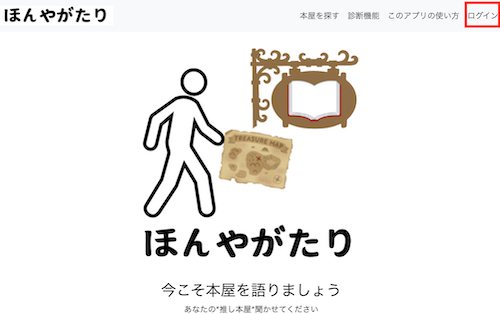 ほんやがたり
本屋を探す 診断機能 このアプリの使い方 ログイン
TREASURE MAP
ほんやがたり
今こそ本屋を語りましょう
あなたの"推し本屋"聞かせてください